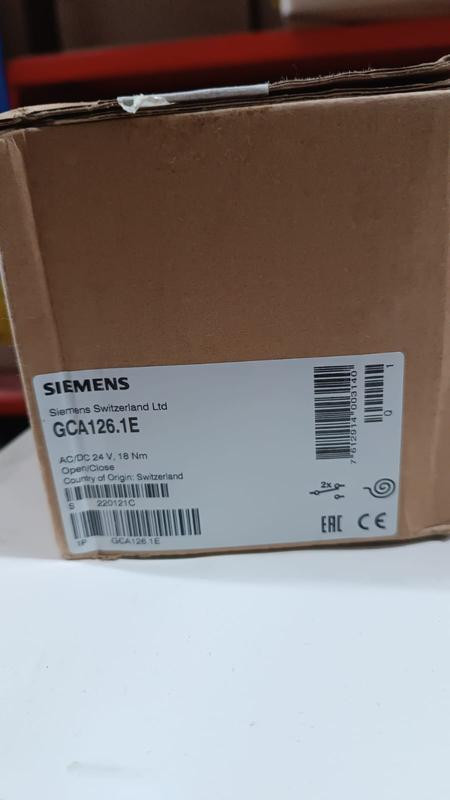 SIEMENS
Siemens Switzerland Ltd
GCA126.1E
AC/DC 24 V, 18 Nm
Open/Close
Country of Origin: Switzerland
S 220121C
1P GCA126.1E
7612914003140
1
Q
2x
EAC CE